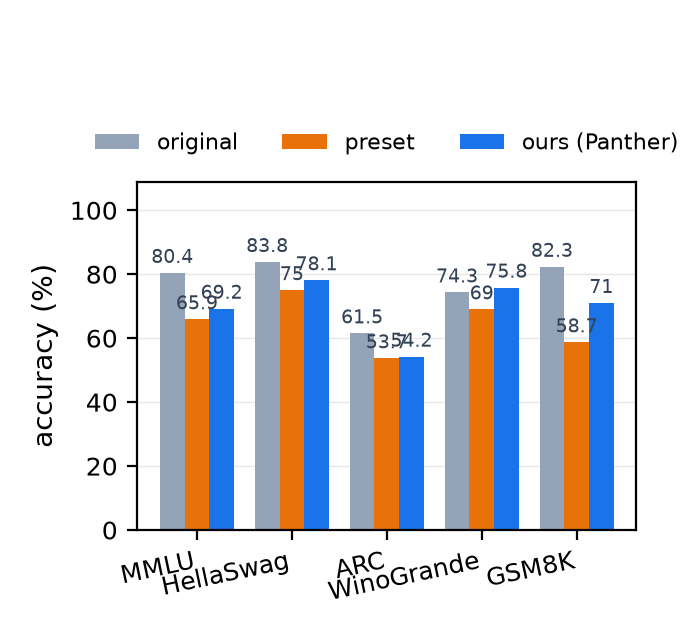 original preset ours (Panther)
accuracy (%)
100
80
60
40
20
0
80.4 65.9 69.2
83.8 75 78.1
61.5 53.7 54.2
74.3 69 75.8
82.3 58.7 71
MMLU
HellaSwag
ARC
WinoGrande
GSM8K